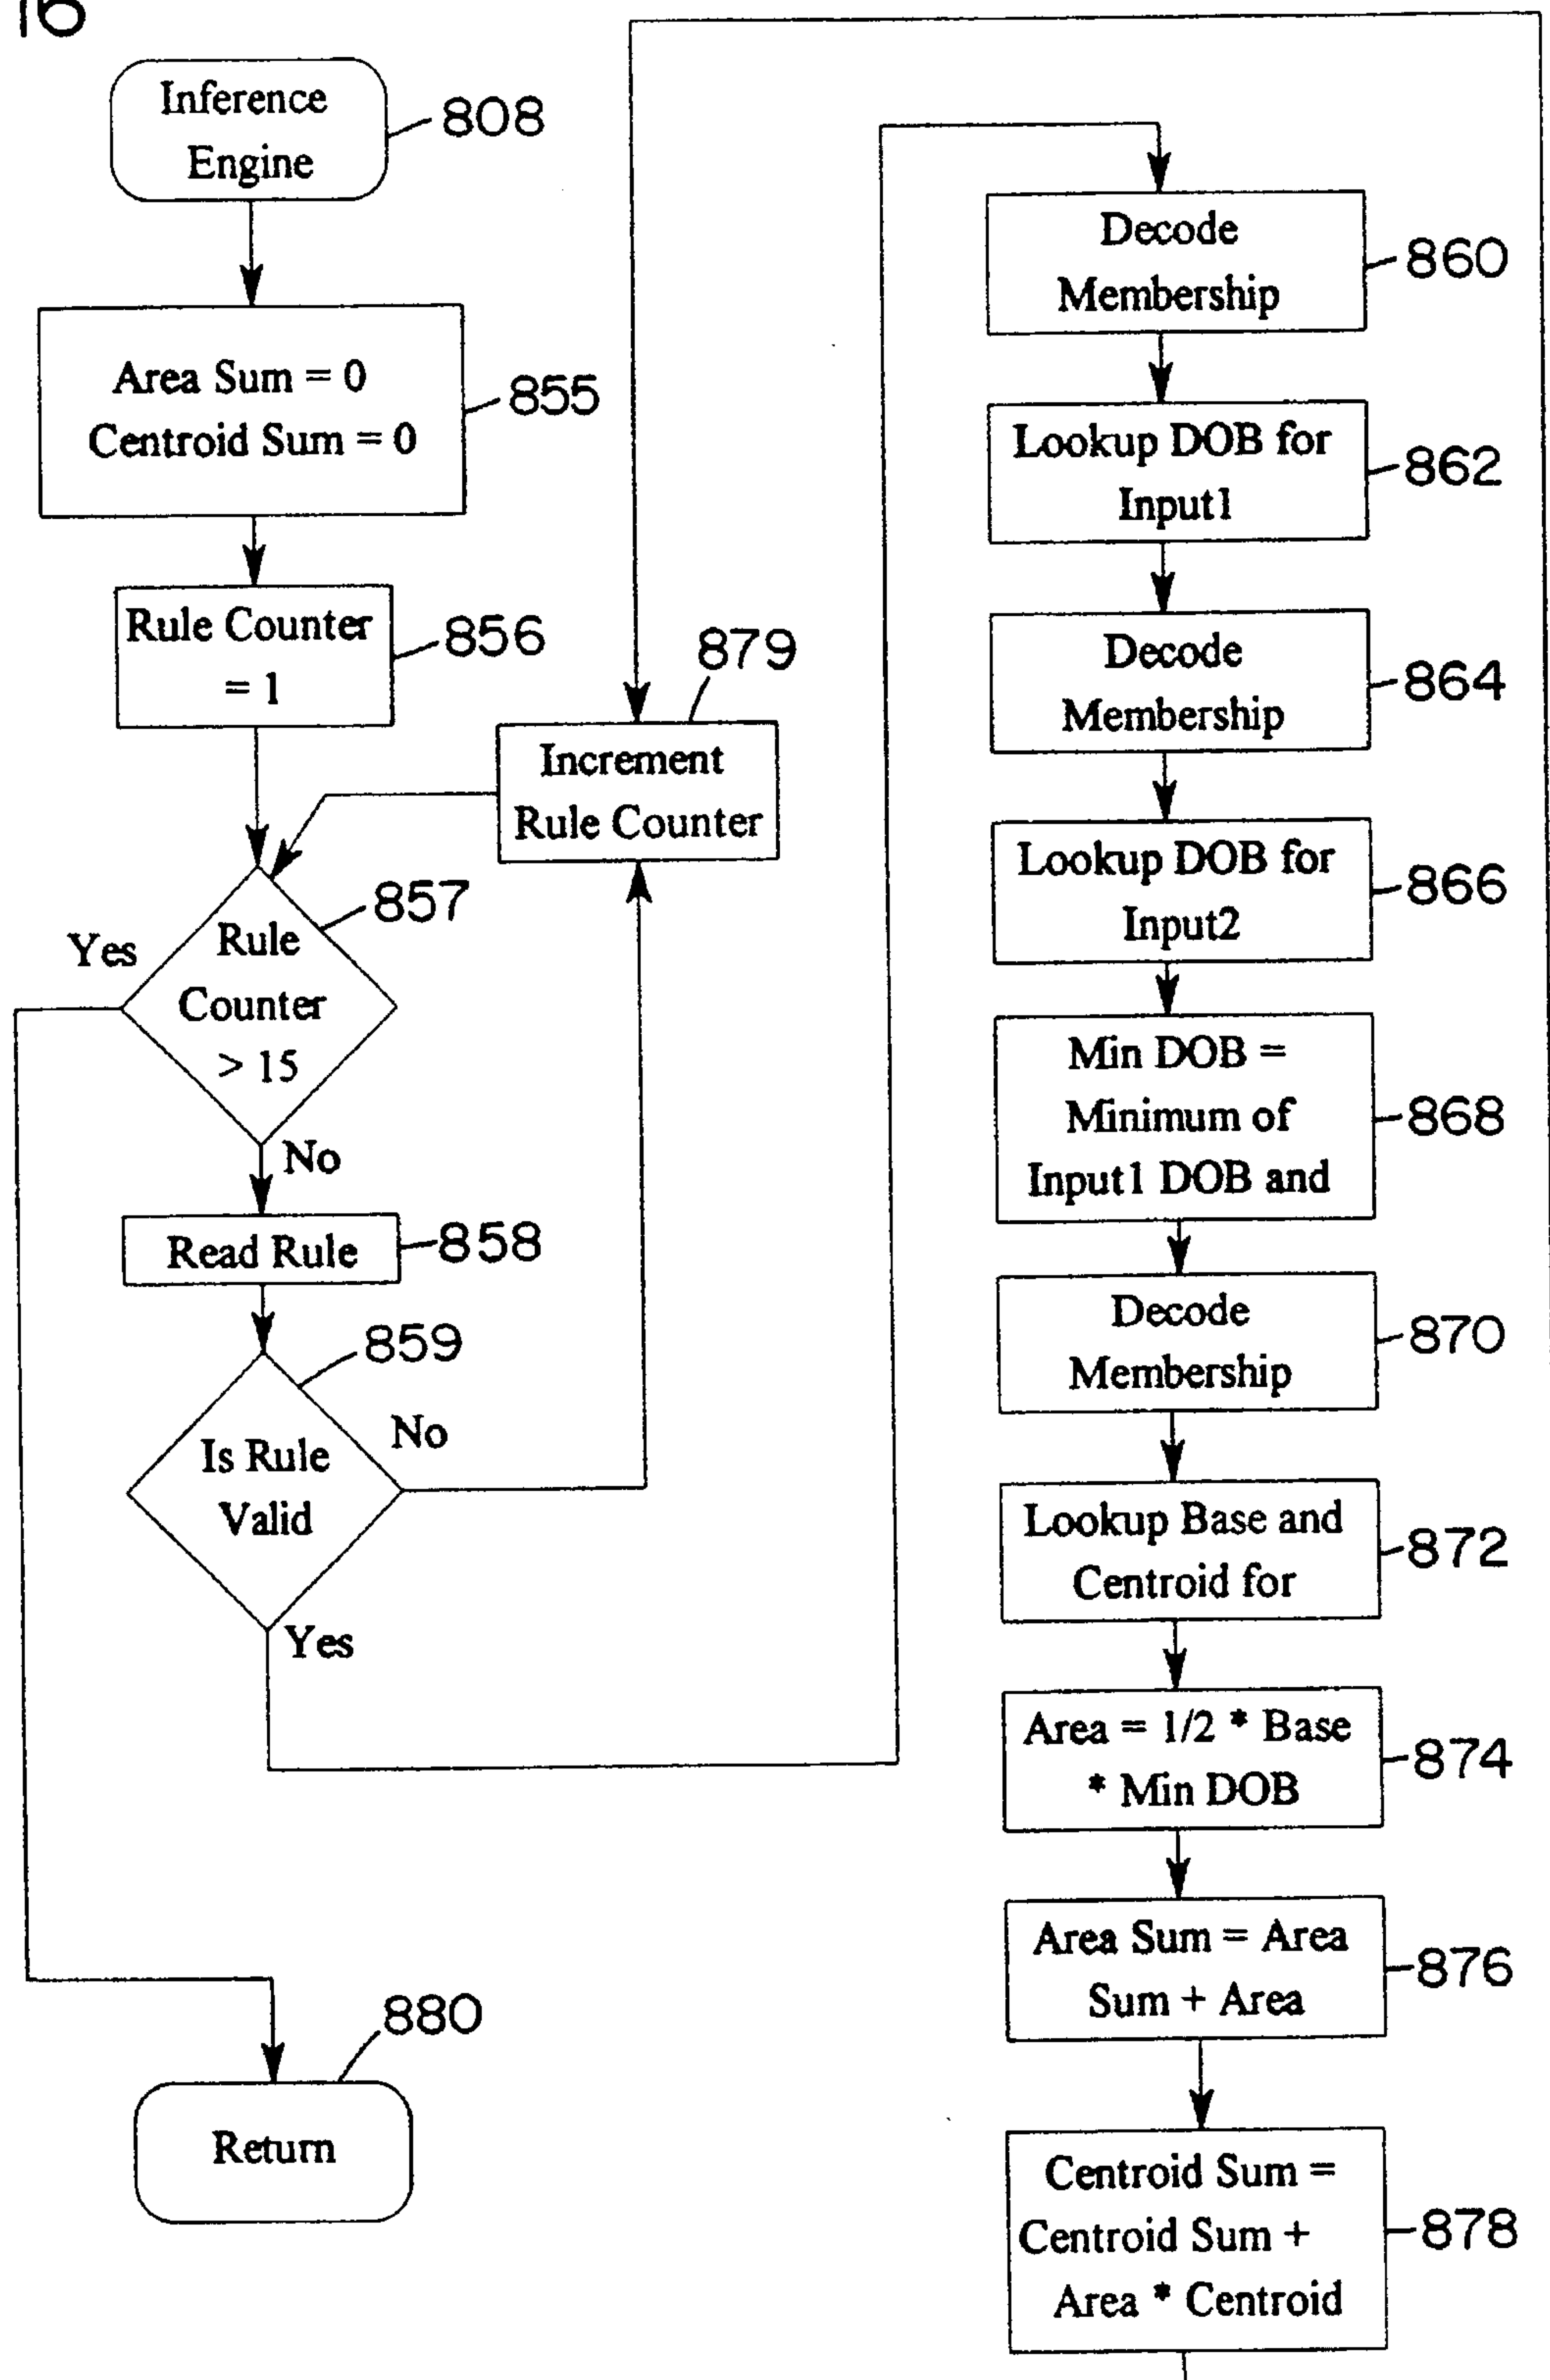 16
Inference
Engine
808
Area Sum = 0
Centroid Sum = 0
855
Rule Counter
= 1
856
879
Increment
Rule Counter
857
Yes
Rule
Counter
> 15
No
Read Rule
858
859
No
Is Rule
Valid
Yes
880
Return
Decode
Membership
860
Lookup DOB for
Input1
862
Decode
Membership
864
Lookup DOB for
Input2
866
Min DOB =
Minimum of
Input1 DOB and
868
Decode
Membership
870
Lookup Base and
Centroid for
872
Area = 1/2 * Base
* Min DOB
874
Area Sum = Area
Sum + Area
876
Centroid Sum =
Centroid Sum +
Area * Centroid
878